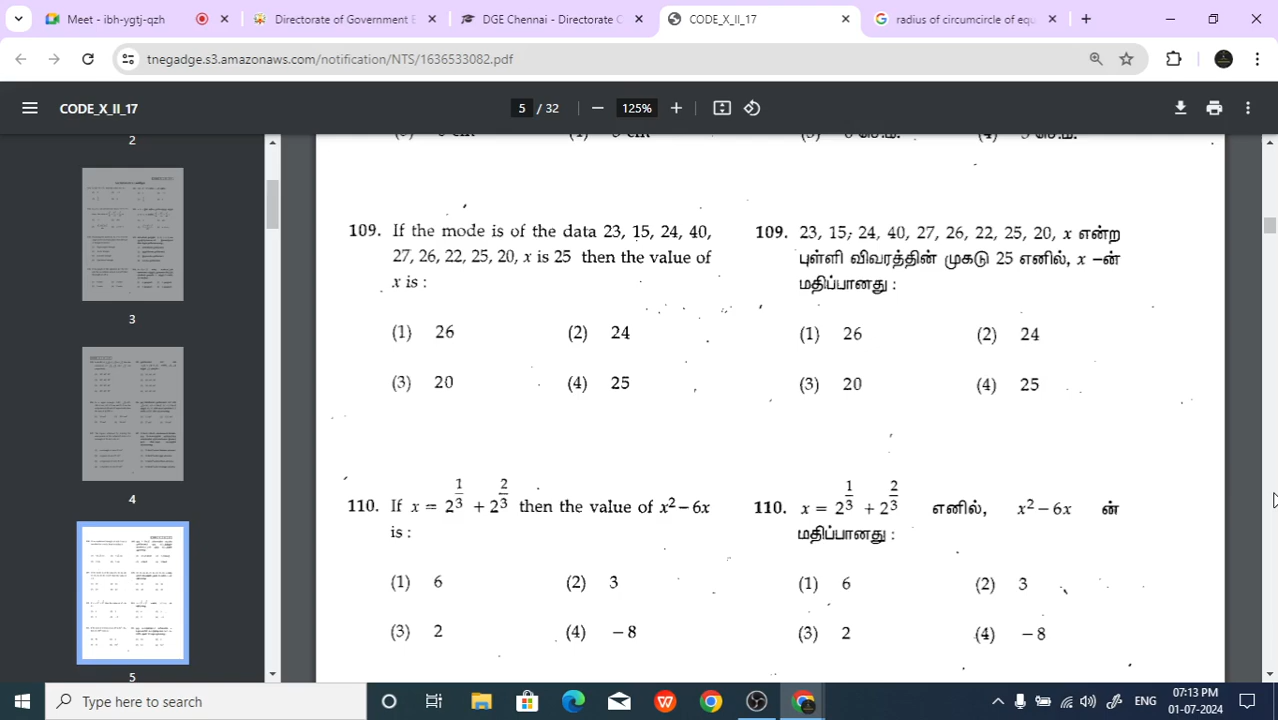 Meet - ibh-ygtj-qzh
Directorate of Government E
DGE Chennai - Directorate C
CODE_X_II_17
radius of circumcircle of equ
tnegadge.s3.amazonaws.com/notification/NTS/1636533082.pdf
CODE_X_II_17
5 / 32
125%
2
3
4
5
109. If the mode is of the data 23, 15, 24, 40,
27, 26, 22, 25, 20, x is 25 then the value of
x is :
(1) 26 (2) 24
(3) 20 (4) 25
110. If x = 2^(1/3) + 2^(2/3) then the value of x² – 6x
is :
(1) 6 (2) 3
(3) 2 (4) – 8
109. 23, 15, 24, 40, 27, 26, 22, 25, 20, x என்ற
புள்ளி விவரத்தின் முகடு 25 எனில், x –ன்
மதிப்பானது :
(1) 26 (2) 24
(3) 20 (4) 25
110. x = 2^(1/3) + 2^(2/3) எனில், x² – 6x ன்
மதிப்பானது :
(1) 6 (2) 3
(3) 2 (4) – 8
Type here to search
ENG
07:13 PM
01-07-2024